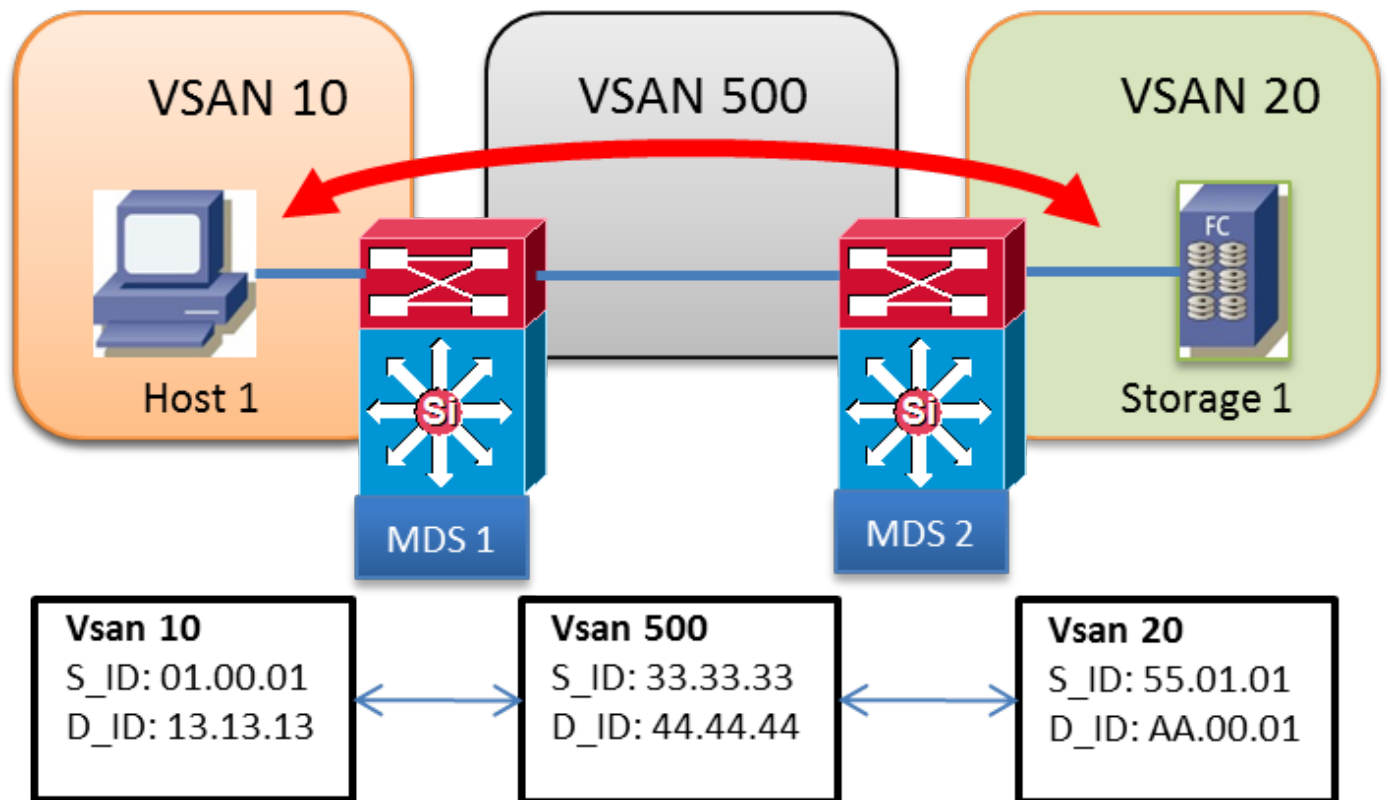 VSAN 10
VSAN 500
VSAN 20
FC
Host 1
Si
Si
Storage 1
MDS 1
MDS 2
Vsan 10
S_ID: 01.00.01
D_ID: 13.13.13
Vsan 500
S_ID: 33.33.33
D_ID: 44.44.44
Vsan 20
S_ID: 55.01.01
D_ID: AA.00.01